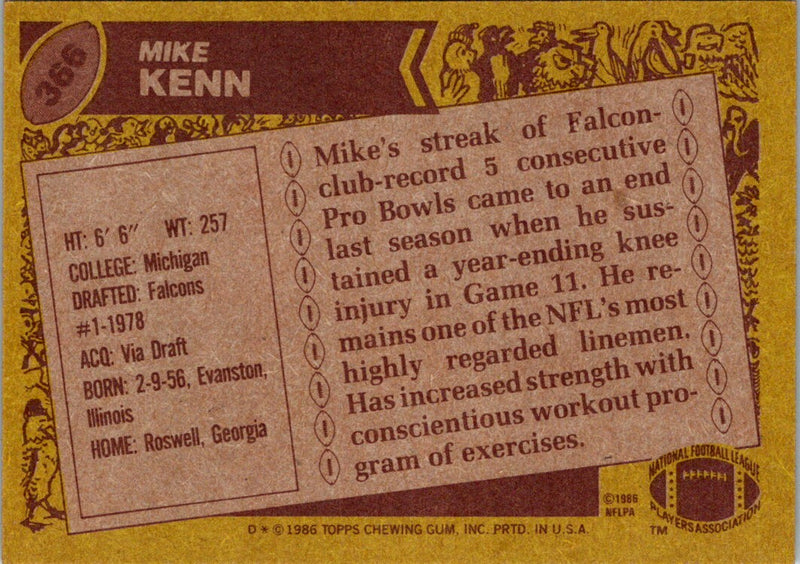 366
MIKE
KENN
HT: 6′ 6″ WT: 257
COLLEGE: Michigan
DRAFTED: Falcons
#1-1978
ACQ: Via Draft
BORN: 2-9-56, Evanston,
Illinois
HOME: Roswell, Georgia
Mike's streak of Falcon-
club-record 5 consecutive
Pro Bowls came to an end
last season when he sus-
tained a year-ending knee
injury in Game 11. He re-
mains one of the NFL's most
highly regarded linemen.
Has increased strength with
conscientious workout pro-
gram of exercises.
©1986
NFLPA
NATIONAL FOOTBALL LEAGUE
PLAYERS ASSOCIATION
TM
D * © 1986 TOPPS CHEWING GUM, INC. PRTD. IN U.S.A.